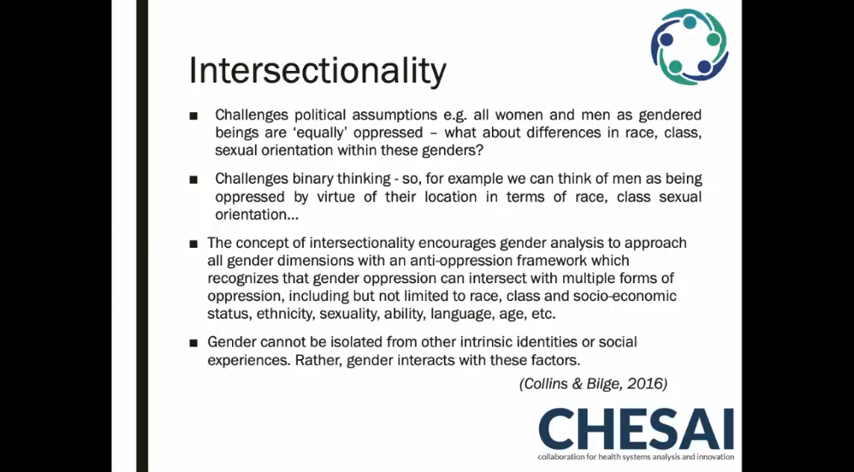 Intersectionality
▪ Challenges political assumptions e.g. all women and men as gendered
beings are 'equally' oppressed – what about differences in race, class,
sexual orientation within these genders?
▪ Challenges binary thinking - so, for example we can think of men as being
oppressed by virtue of their location in terms of race, class sexual
orientation...
▪ The concept of intersectionality encourages gender analysis to approach
all gender dimensions with an anti-oppression framework which
recognizes that gender oppression can intersect with multiple forms of
oppression, including but not limited to race, class and socio-economic
status, ethnicity, sexuality, ability, language, age, etc.
▪ Gender cannot be isolated from other intrinsic identities or social
experiences. Rather, gender interacts with these factors.
(Collins & Bilge, 2016)
CHESAI
collaboration for health systems analysis and innovation